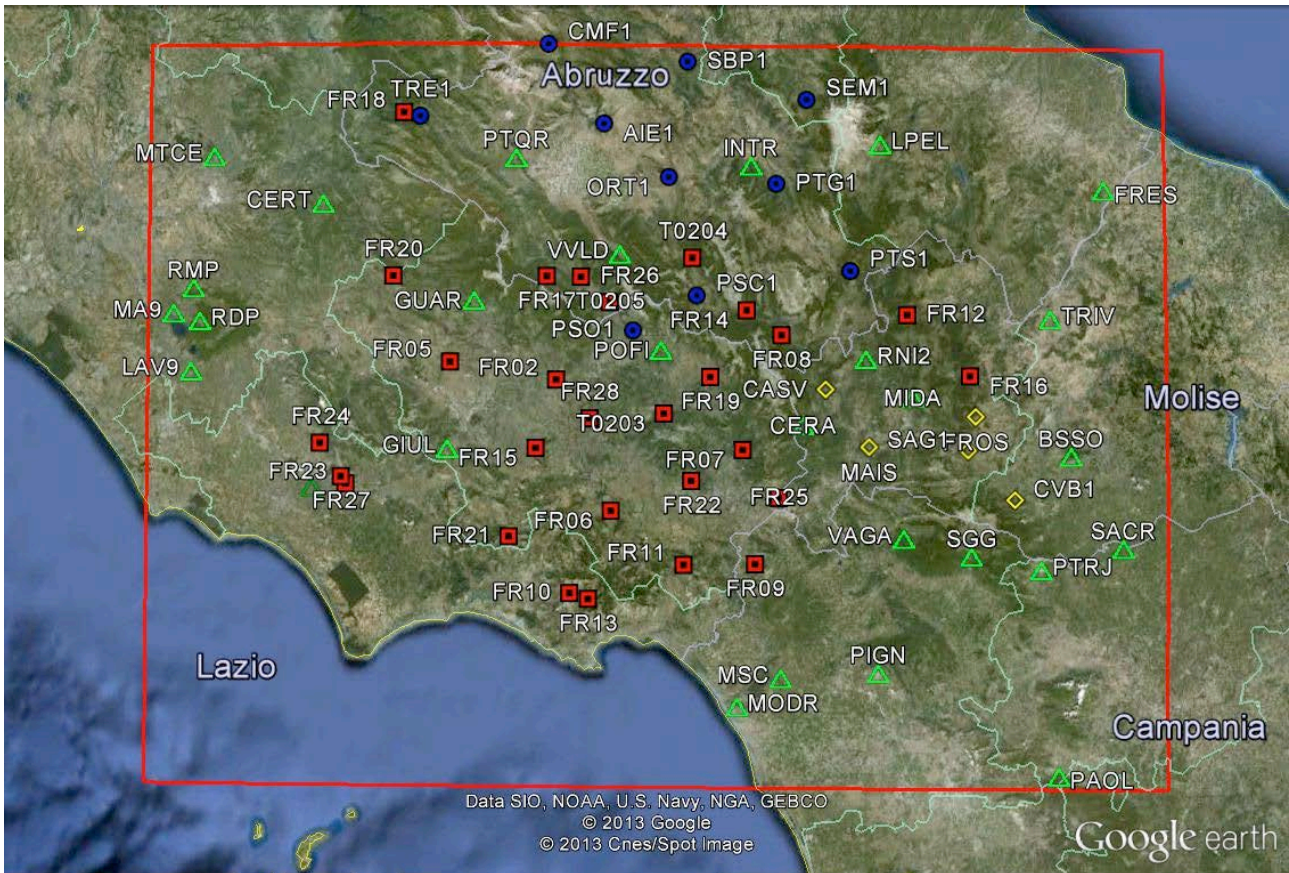 CMF1
SBP1
Abruzzo
TRE1
SEM1
FR18
AIE1
PTQR
LPEL
MTCE
INTR
ORT1
PTG1
FRES
CERT
T0204
VVLD
FR20
FR26
PTS1
RMP
PSC1
GUAR
FR17
T0205
MA9
RDP
FR14
FR12
TRIV
PSO1
POFI
FR08
FR05
RNI2
LAV9
FR02
FR16
FR28
FR19
CASV
MIDA
Molise
FR24
T0203
CERA
GIUL
FR15
SAG1
FROS
BSSO
FR07
FR23
MAIS
FR27
FR22
FR25
CVB1
FR06
FR21
VAGA
SGG
SACR
FR11
FR09
PTRJ
FR10
FR13
Lazio
MSC
PIGN
MODR
Campania
PAOL
Data SIO, NOAA, U.S. Navy, NGA, GEBCO
© 2013 Google
© 2013 Cnes/Spot Image
Google earth